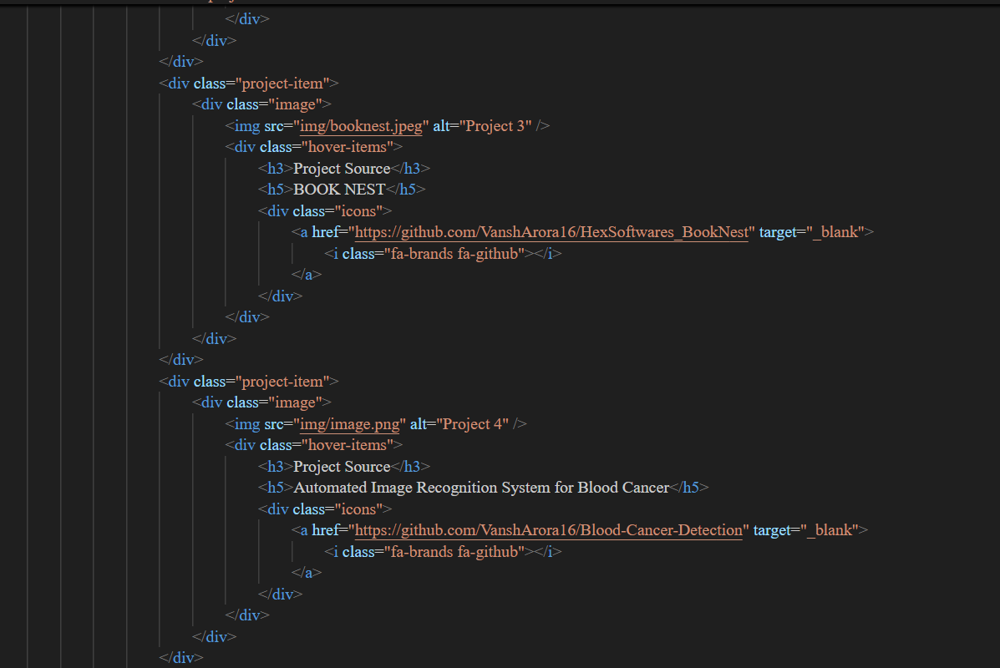 </div>
</div>
</div>
<div class="project-item">
<div class="image">
<img src="img/booknest.jpeg" alt="Project 3" />
<div class="hover-items">
<h3>Project Source</h3>
<h5>BOOK NEST</h5>
<div class="icons">
<a href="https://github.com/VanshArora16/HexSoftwares_BookNest" target="_blank">
<i class="fa-brands fa-github"></i>
</a>
</div>
</div>
</div>
</div>
<div class="project-item">
<div class="image">
<img src="img/image.png" alt="Project 4" />
<div class="hover-items">
<h3>Project Source</h3>
<h5>Automated Image Recognition System for Blood Cancer</h5>
<div class="icons">
<a href="https://github.com/VanshArora16/Blood-Cancer-Detection" target="_blank">
<i class="fa-brands fa-github"></i>
</a>
</div>
</div>
</div>
</div>